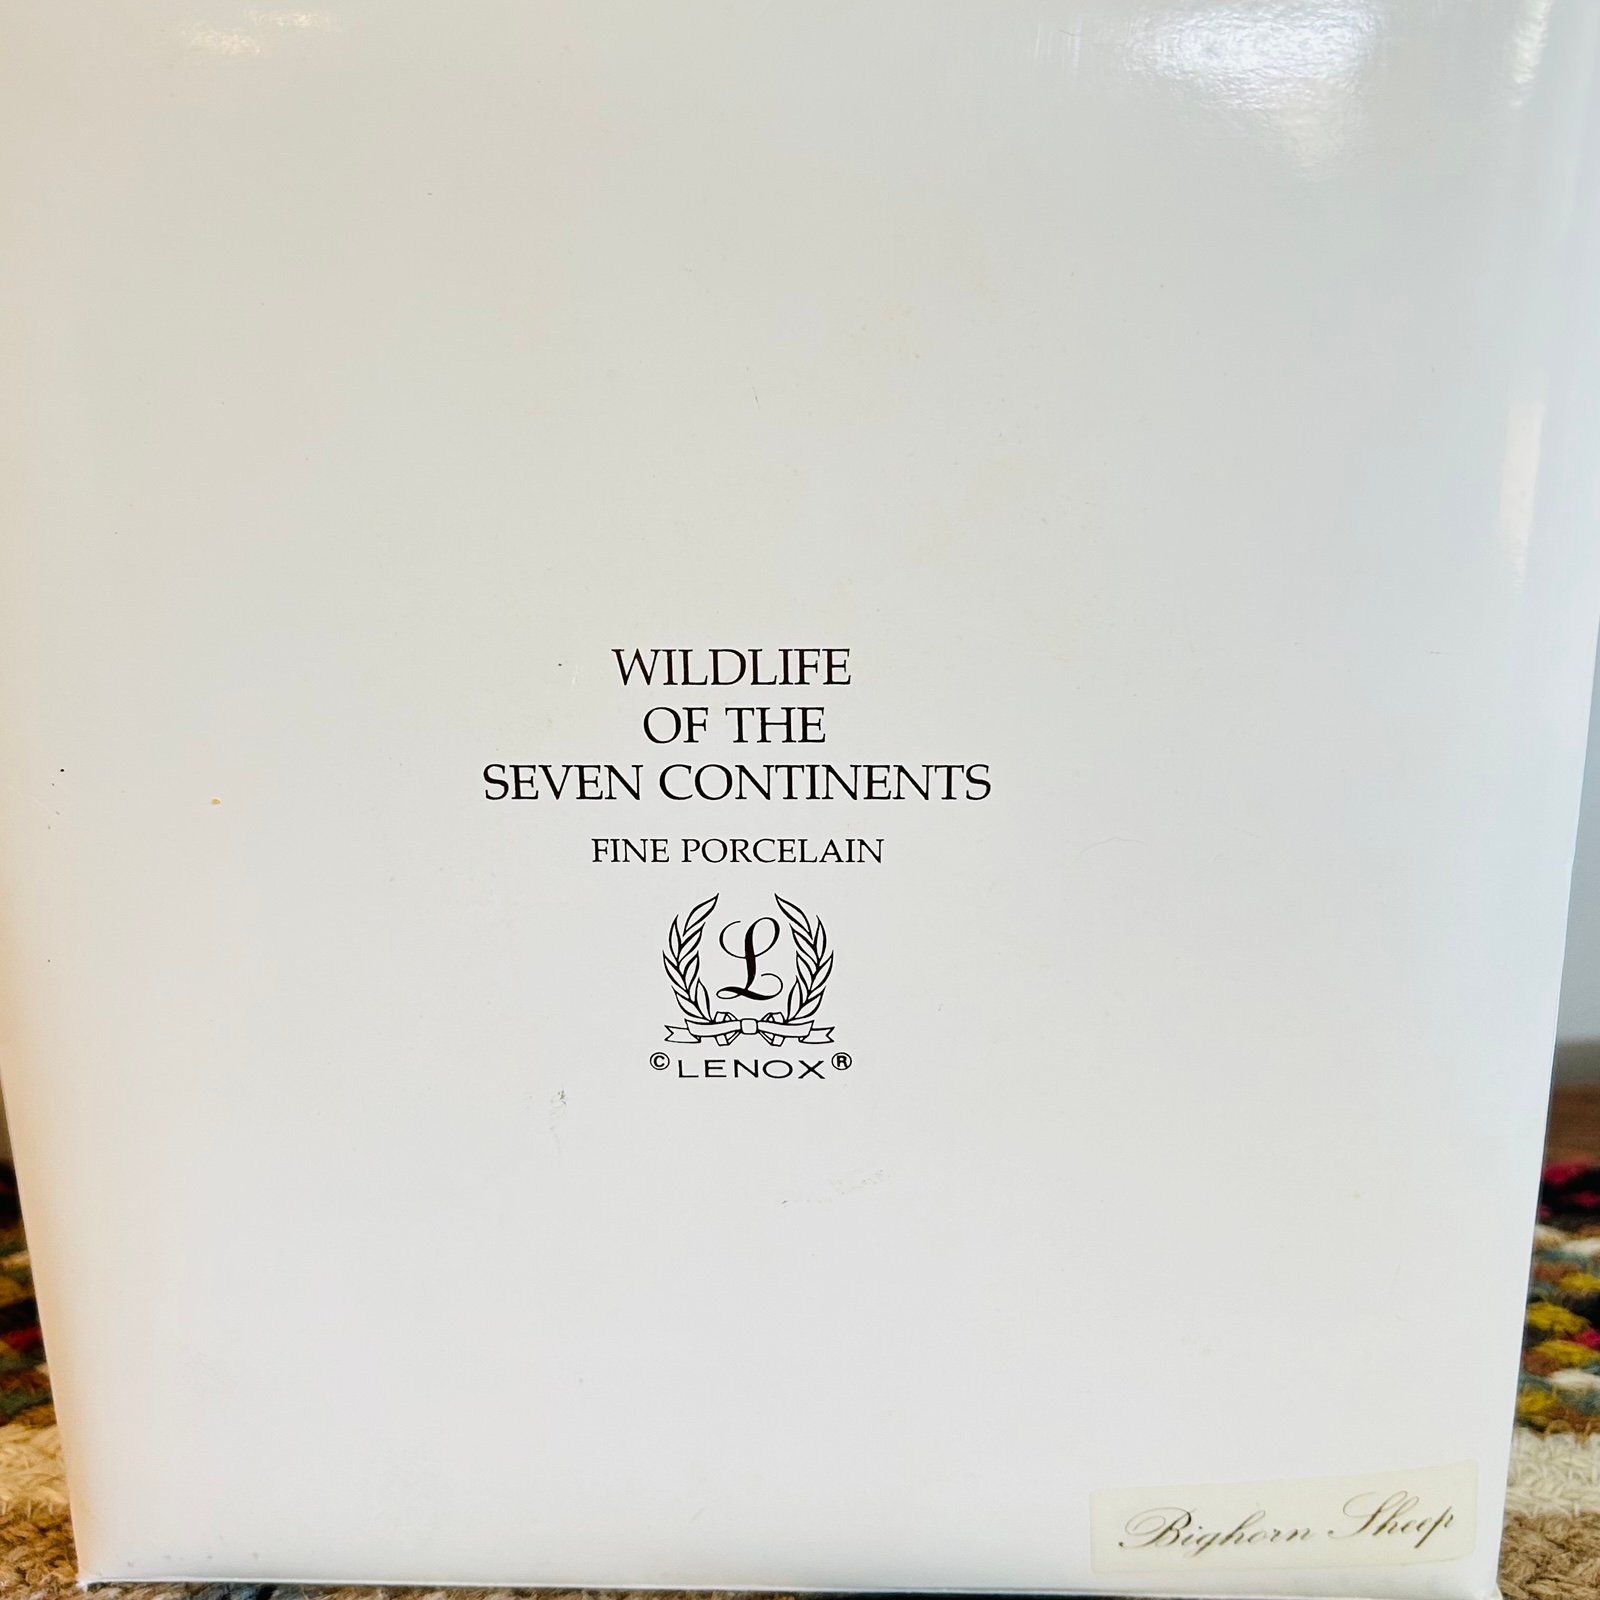 WILDLIFE
OF THE
SEVEN CONTINENTS
FINE PORCELAIN
L
© LENOX ®
Bighorn Sheep